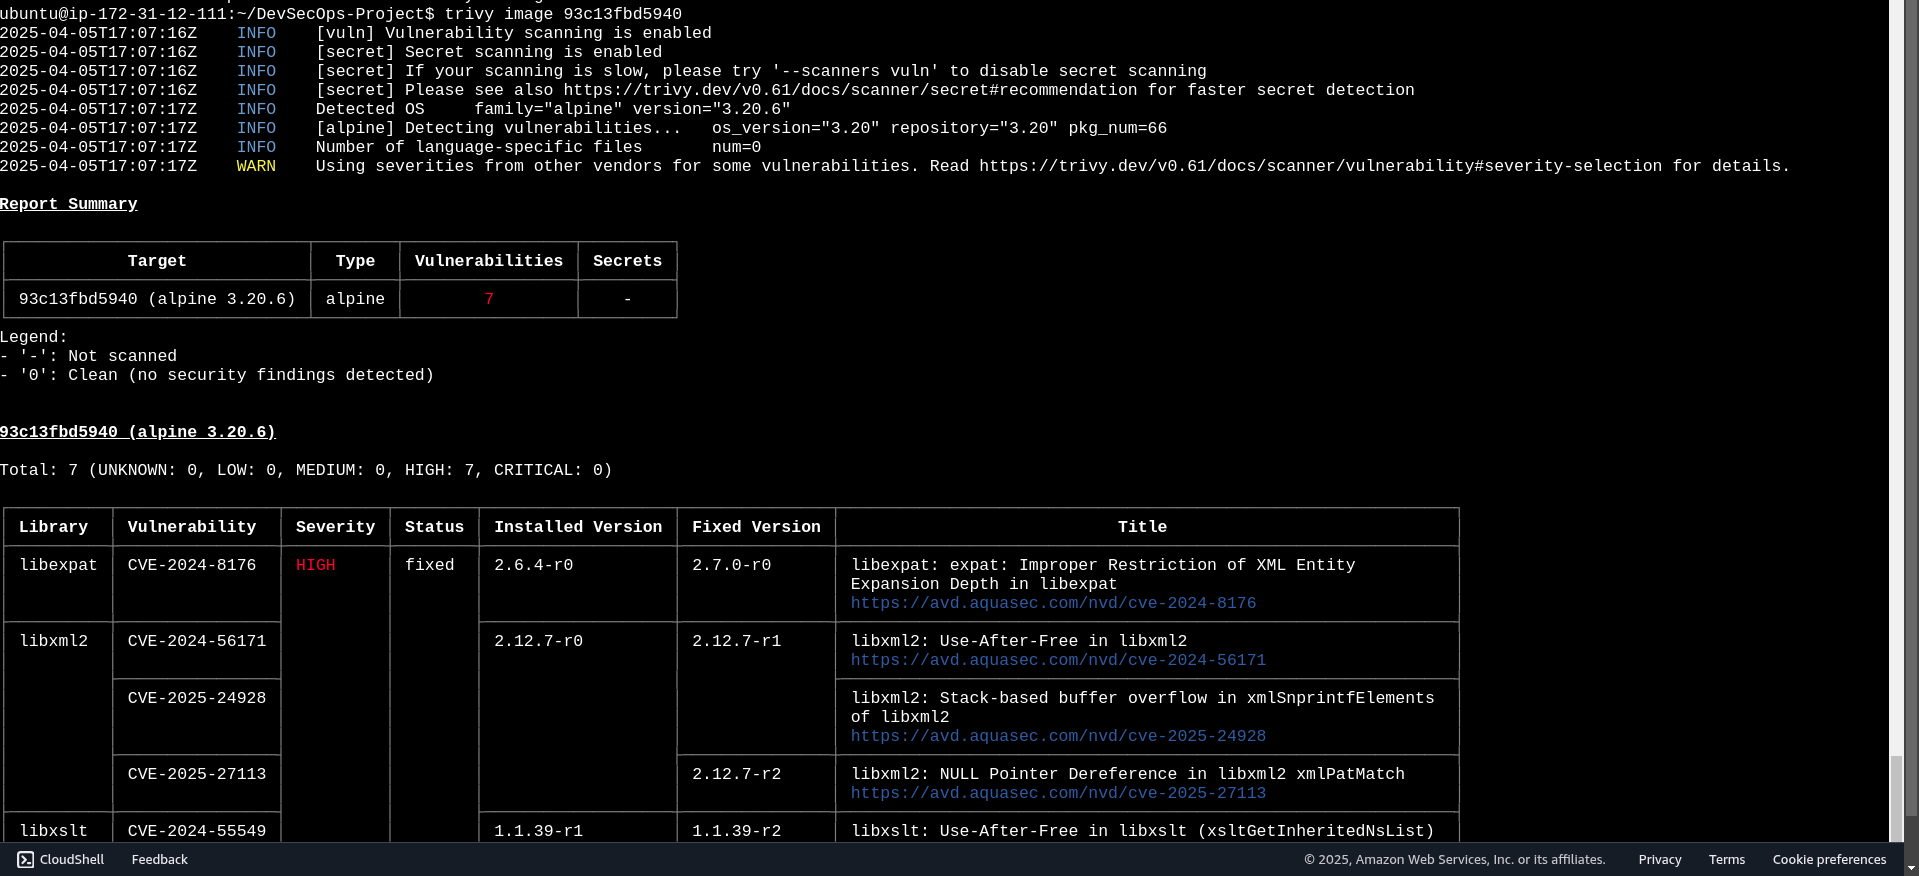 ubuntu@ip-172-31-12-111:~/DevSecOps-Project$ trivy image 93c13fbd5940
2025-04-05T17:07:16Z INFO [vuln] Vulnerability scanning is enabled
2025-04-05T17:07:16Z INFO [secret] Secret scanning is enabled
2025-04-05T17:07:16Z INFO [secret] If your scanning is slow, please try '--scanners vuln' to disable secret scanning
2025-04-05T17:07:16Z INFO [secret] Please see also https://trivy.dev/v0.61/docs/scanner/secret#recommendation for faster secret detection
2025-04-05T17:07:17Z INFO Detected OS family="alpine" version="3.20.6"
2025-04-05T17:07:17Z INFO [alpine] Detecting vulnerabilities... os_version="3.20" repository="3.20" pkg_num=66
2025-04-05T17:07:17Z INFO Number of language-specific files num=0
2025-04-05T17:07:17Z WARN Using severities from other vendors for some vulnerabilities. Read https://trivy.dev/v0.61/docs/scanner/vulnerability#severity-selection for details.
Report Summary
Target Type Vulnerabilities Secrets
93c13fbd5940 (alpine 3.20.6) alpine 7 -
Legend:
- '-': Not scanned
- '0': Clean (no security findings detected)
93c13fbd5940 (alpine 3.20.6)
Total: 7 (UNKNOWN: 0, LOW: 0, MEDIUM: 0, HIGH: 7, CRITICAL: 0)
Library Vulnerability Severity Status Installed Version Fixed Version Title
libexpat CVE-2024-8176 HIGH fixed 2.6.4-r0 2.7.0-r0 libexpat: expat: Improper Restriction of XML Entity
Expansion Depth in libexpat
https://avd.aquasec.com/nvd/cve-2024-8176
libxml2 CVE-2024-56171 2.12.7-r0 2.12.7-r1 libxml2: Use-After-Free in libxml2
https://avd.aquasec.com/nvd/cve-2024-56171
CVE-2025-24928 libxml2: Stack-based buffer overflow in xmlSnprintfElements
of libxml2
https://avd.aquasec.com/nvd/cve-2025-24928
CVE-2025-27113 2.12.7-r2 libxml2: NULL Pointer Dereference in libxml2 xmlPatMatch
https://avd.aquasec.com/nvd/cve-2025-27113
libxslt CVE-2024-55549 1.1.39-r1 1.1.39-r2 libxslt: Use-After-Free in libxslt (xsltGetInheritedNsList)
CloudShell Feedback © 2025, Amazon Web Services, Inc. or its affiliates. Privacy Terms Cookie preferences